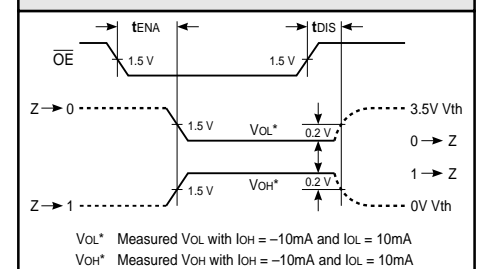 tENA tDIS
OE 1.5 V 1.5 V
Z→0 3.5V Vth
1.5 V VOL* 0.2 V
0→Z
1→Z
1.5 V VOH* 0.2 V
Z→1 0V Vth
VOL* Measured VOL with IOH = –10mA and IOL = 10mA
VOH* Measured VOH with IOH = –10mA and IOL = 10mA